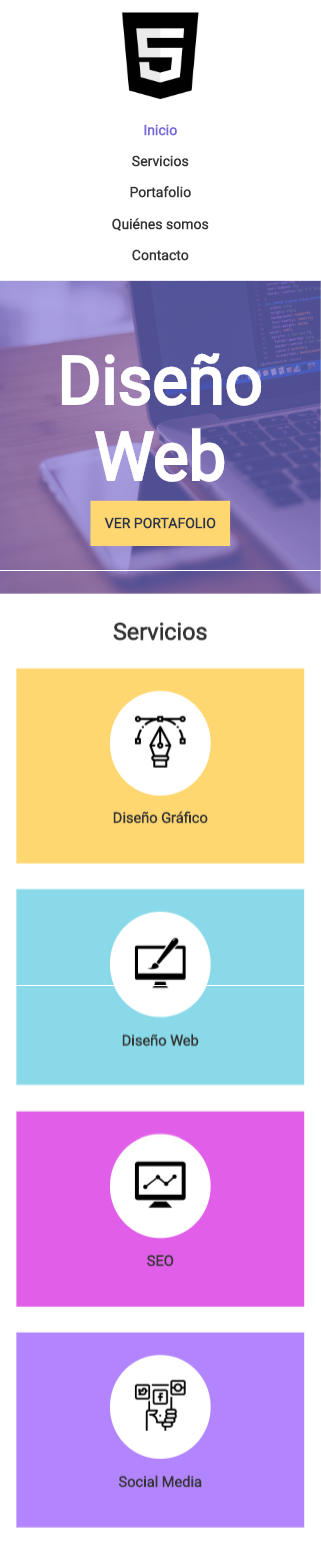 Inicio
Servicios
Portafolio
Quiénes somos
Contacto
Diseño
Web
VER PORTAFOLIO
Servicios
Diseño Gráfico
Diseño Web
SEO
Social Media